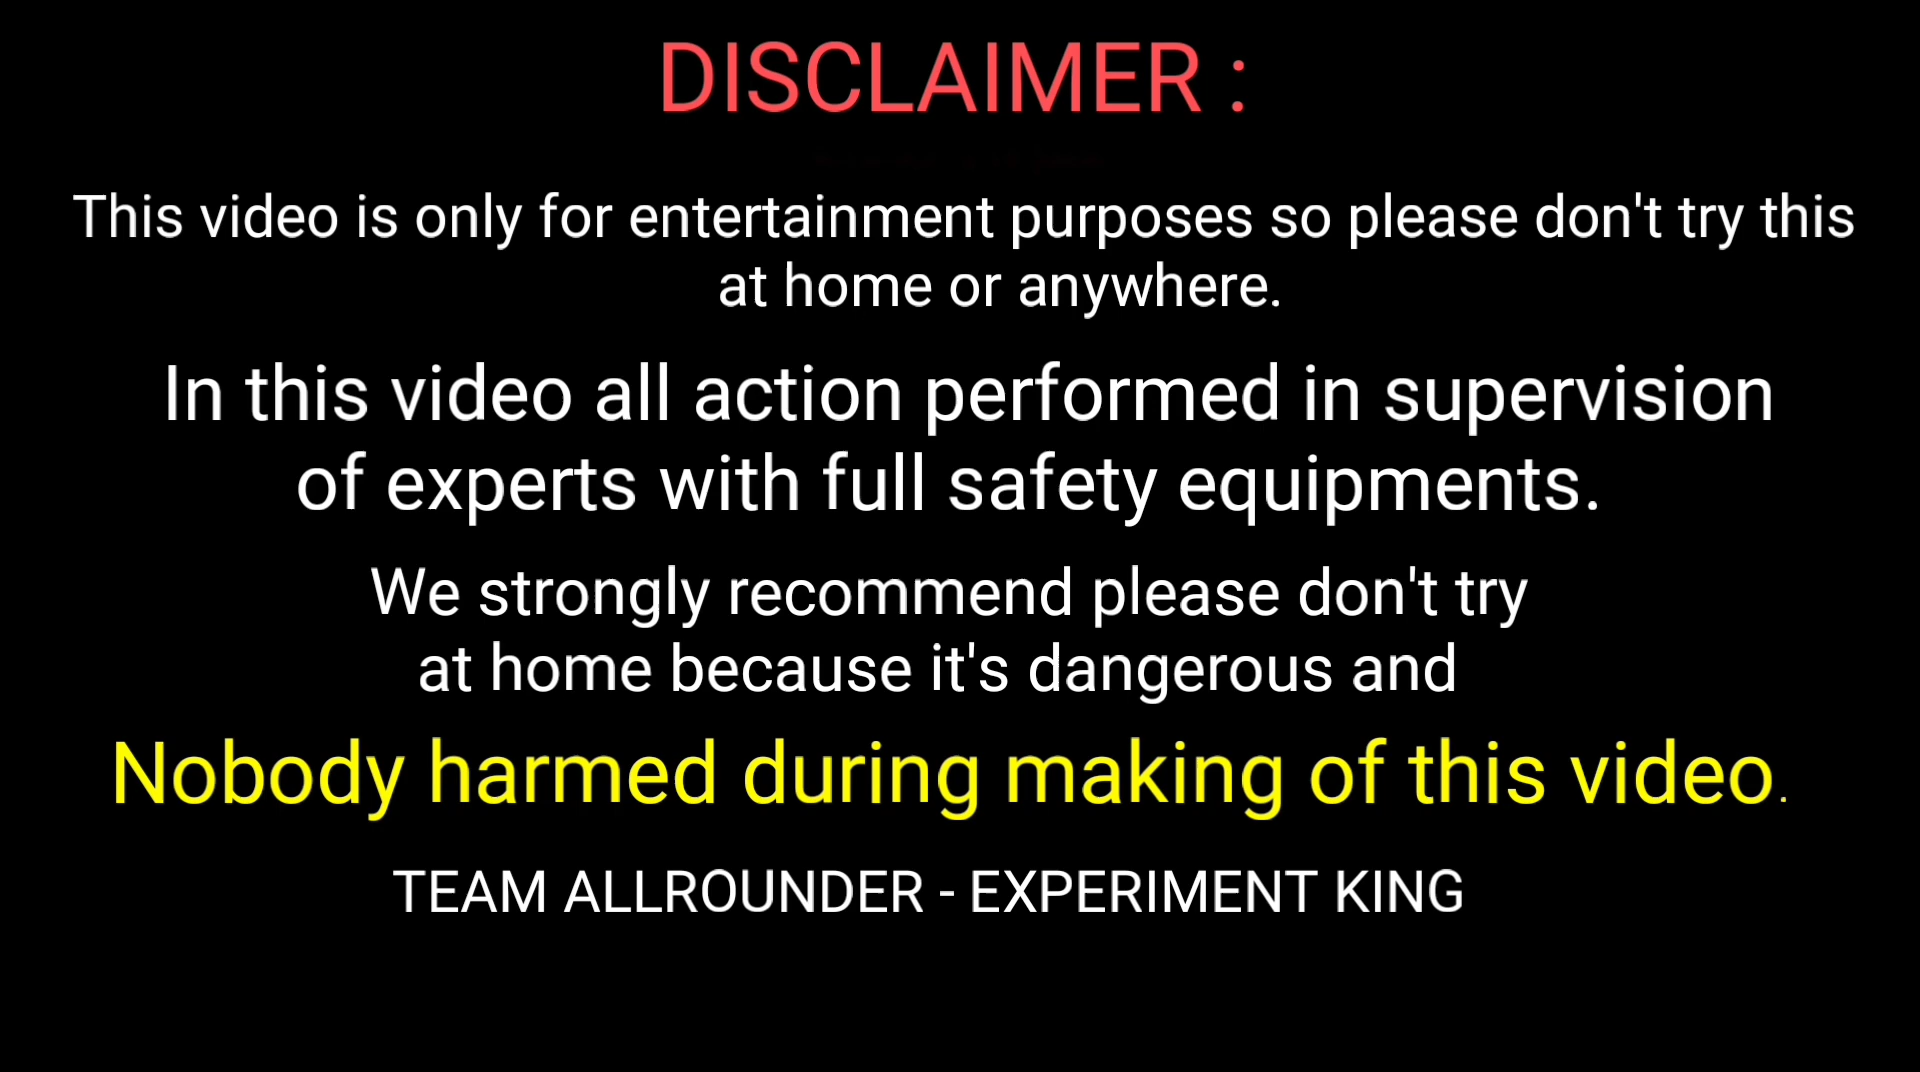 DISCLAIMER :
This video is only for entertainment purposes so please don't try this
at home or anywhere.
In this video all action performed in supervision
of experts with full safety equipments.
We strongly recommend please don't try
at home because it's dangerous and
Nobody harmed during making of this video.
TEAM ALLROUNDER - EXPERIMENT KING